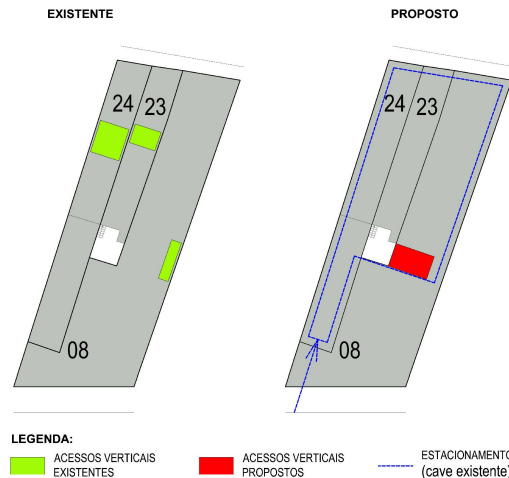 EXISTENTE
PROPOSTO
24
23
08
24
23
08
LEGENDA:
ACESSOS VERTICAIS
EXISTENTES
ACESSOS VERTICAIS
PROPOSTOS
ESTACIONAMENTO
(cave existente)